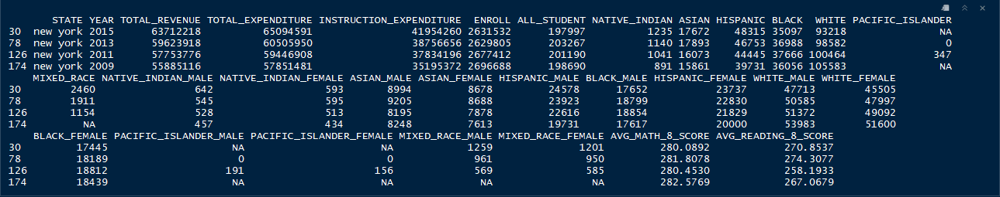 STATE YEAR TOTAL_REVENUE TOTAL_EXPENDITURE INSTRUCTION_EXPENDITURE ENROLL ALL_STUDENT NATIVE_INDIAN ASIAN HISPANIC BLACK WHITE PACIFIC_ISLANDER
30 new york 2015 63712218 65094591 41954260 2631532 197997 1235 17672 48315 35097 93218 NA
78 new york 2013 59623918 60505950 38756656 2629805 203267 1140 17893 46753 36988 98582 0
126 new york 2011 57753776 59446908 37834196 2677412 201190 1041 16073 44445 37666 100464 347
174 new york 2009 55885116 57851481 35195372 2696688 198690 891 15861 39731 36056 105583 NA
MIXED_RACE NATIVE_INDIAN_MALE NATIVE_INDIAN_FEMALE ASIAN_MALE ASIAN_FEMALE HISPANIC_MALE BLACK_MALE HISPANIC_FEMALE WHITE_MALE WHITE_FEMALE
30 2460 642 593 8994 8678 24578 17652 23737 47713 45505
78 1911 545 595 9205 8688 23923 18799 22830 50585 47997
126 1154 528 513 8195 7878 22616 18854 21829 51372 49092
174 NA 457 434 8248 7613 19731 17617 20000 53983 51600
BLACK_FEMALE PACIFIC_ISLANDER_MALE PACIFIC_ISLANDER_FEMALE MIXED_RACE_MALE MIXED_RACE_FEMALE AVG_MATH_8_SCORE AVG_READING_8_SCORE
30 17445 NA NA 1259 1201 280.0892 270.8537
78 18189 0 0 961 950 281.8078 274.3077
126 18812 191 156 569 585 280.4530 258.1933
174 18439 NA NA NA NA 282.5769 267.0679